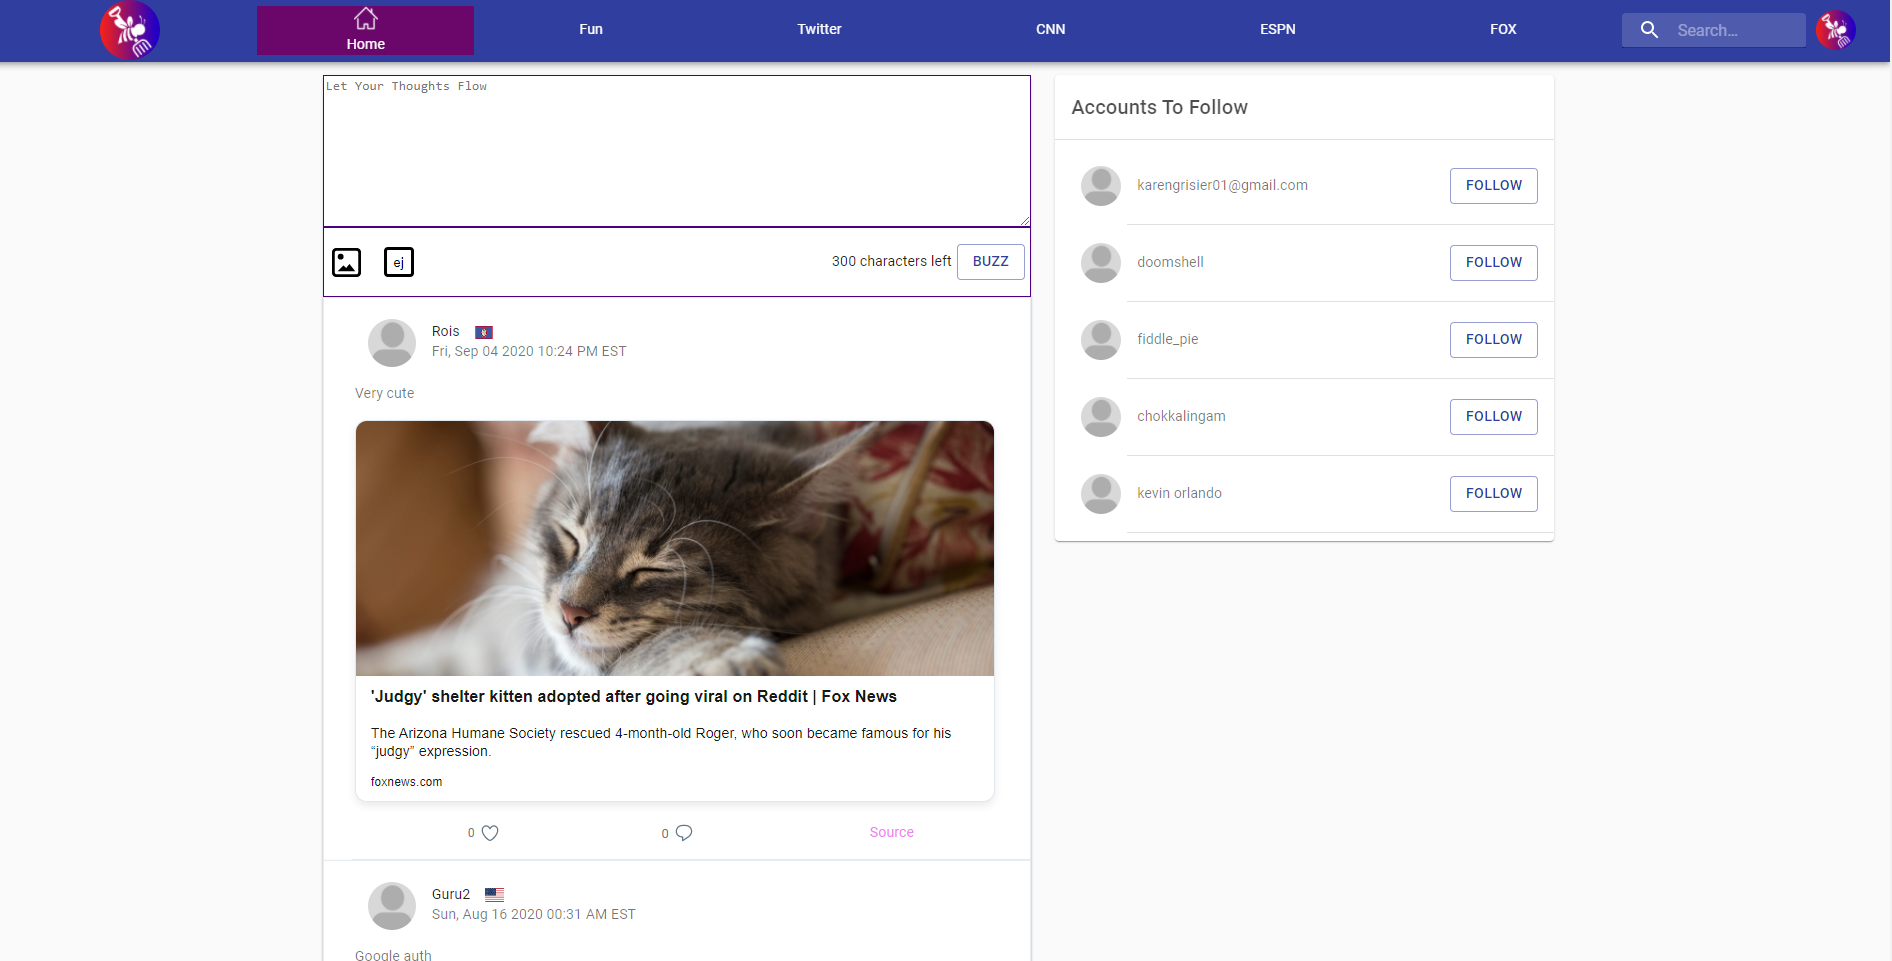 Home
Fun
Twitter
CNN
ESPN
FOX
Search...
Let Your Thoughts Flow
ej
300 characters left
BUZZ
Rois
Fri, Sep 04 2020 10:24 PM EST
Very cute
'Judgy' shelter kitten adopted after going viral on Reddit | Fox News
The Arizona Humane Society rescued 4-month-old Roger, who soon became famous for his
“judgy” expression.
foxnews.com
0
0
Source
Guru2
Sun, Aug 16 2020 00:31 AM EST
Google auth
Accounts To Follow
karengrisier01@gmail.com
FOLLOW
doomshell
FOLLOW
fiddle_pie
FOLLOW
chokkalingam
FOLLOW
kevin orlando
FOLLOW